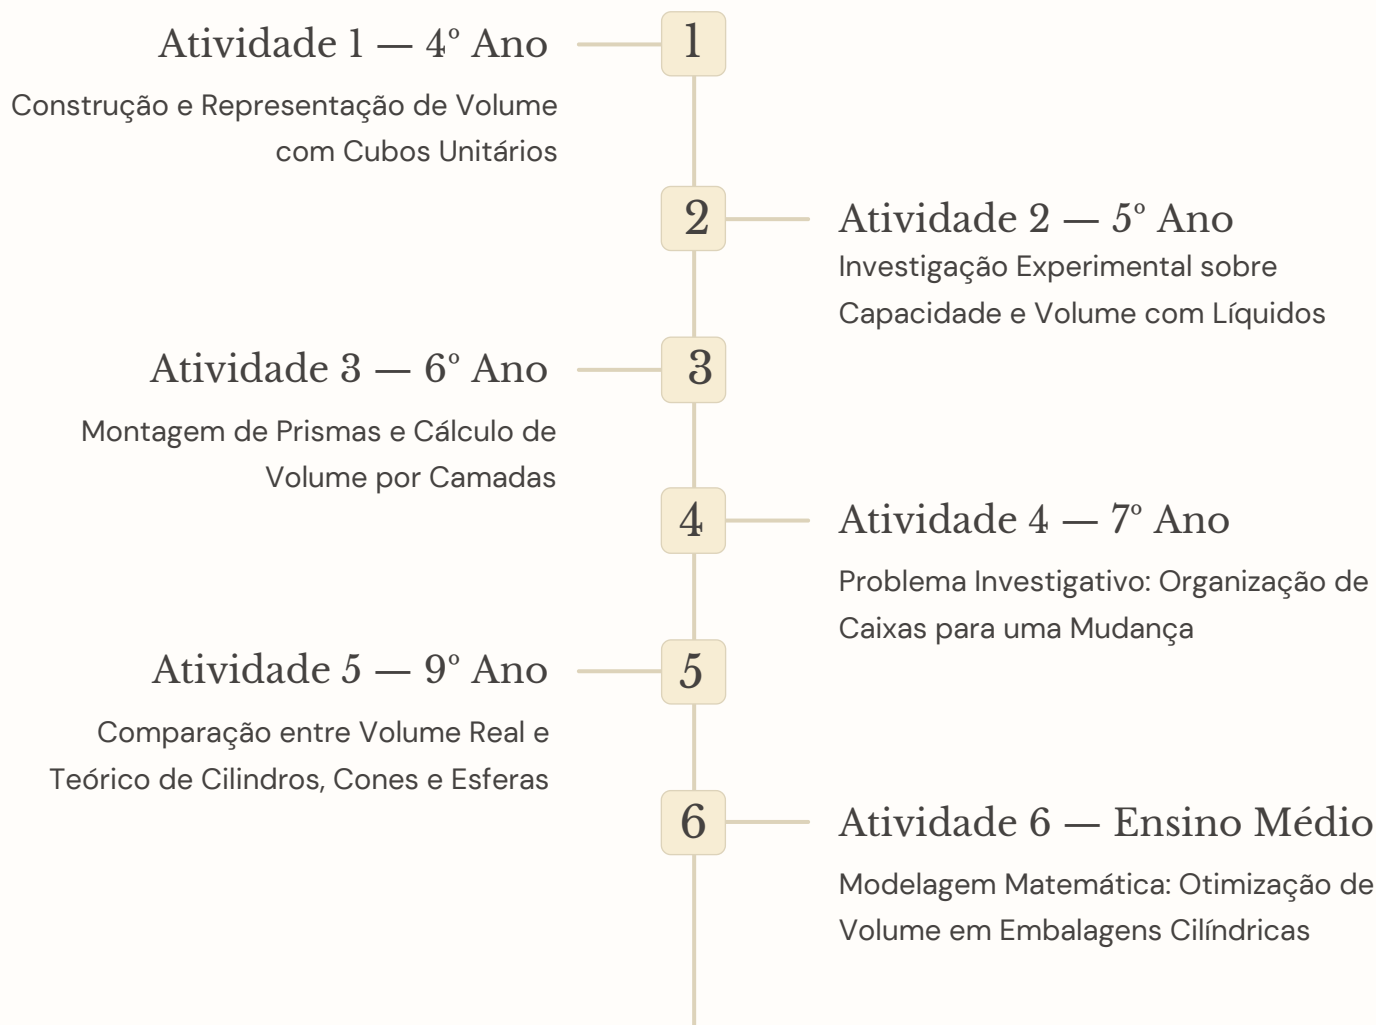 Atividade 1 — 4º Ano
1
Construção e Representação de Volume
com Cubos Unitários
2
Atividade 2 — 5º Ano
Investigação Experimental sobre
Capacidade e Volume com Líquidos
Atividade 3 — 6º Ano
3
Montagem de Prismas e Cálculo de
Volume por Camadas
4
Atividade 4 — 7º Ano
Problema Investigativo: Organização de
Caixas para uma Mudança
Atividade 5 — 9º Ano
5
Comparação entre Volume Real e
Teórico de Cilindros, Cones e Esferas
6
Atividade 6 — Ensino Médio
Modelagem Matemática: Otimização de
Volume em Embalagens Cilíndricas